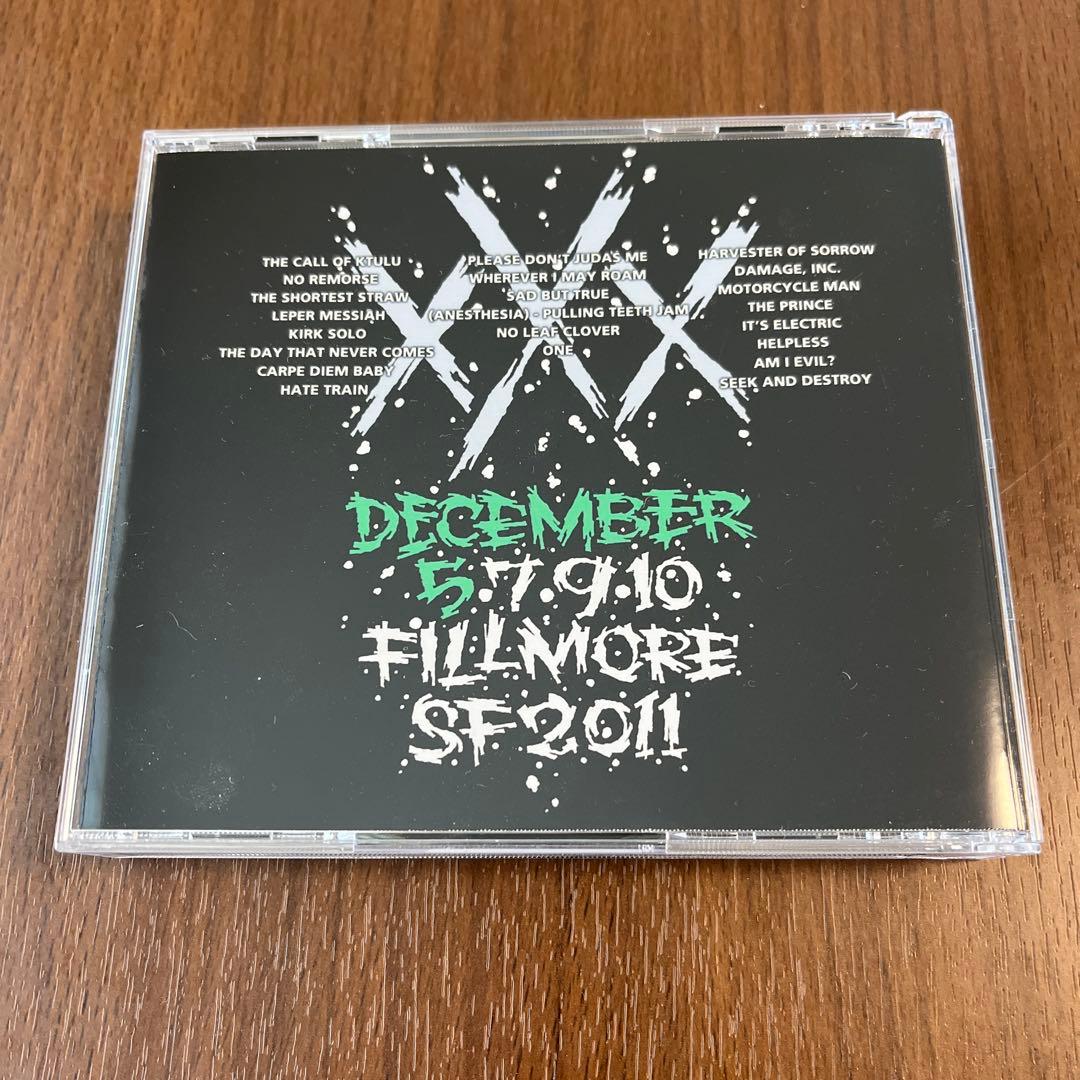 THE CALL OF KTULU
NO REMORSE
THE SHORTEST STRAW
LEPER MESSIAH
KIRK SOLO
THE DAY THAT NEVER COMES
CARPE DIEM BABY
HATE TRAIN
PLEASE DON'T JUDAS ME
WHEREVER I MAY ROAM
SAD BUT TRUE
(ANESTHESIA) - PULLING TEETH JAM
NO LEAF CLOVER
ONE
HARVESTER OF SORROW
DAMAGE, INC.
MOTORCYCLE MAN
THE PRINCE
IT'S ELECTRIC
HELPLESS
AM I EVIL?
SEEK AND DESTROY
XXX
DECEMBER
5.7.9.10
FILLMORE
SF 2011